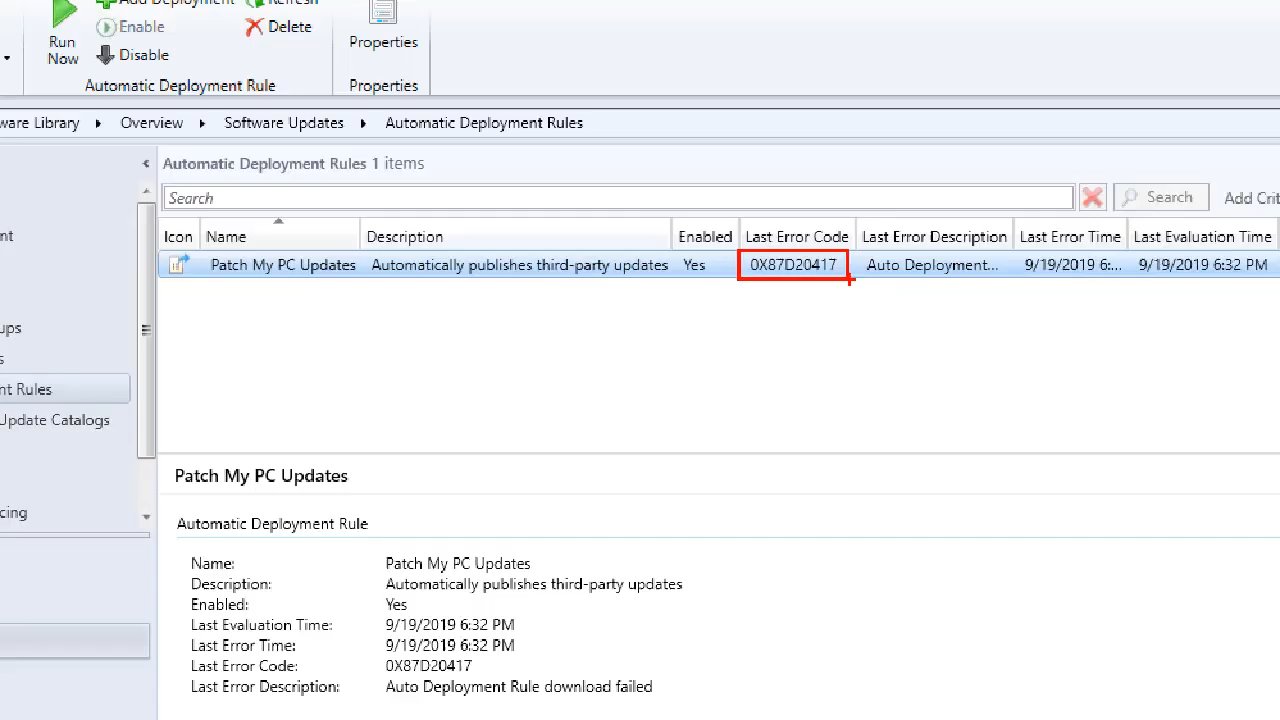 Add Deployment Refresh
Run Now
Enable
Delete
Disable
Properties
Automatic Deployment Rule
Properties
ware Library Overview Software Updates Automatic Deployment Rules
Automatic Deployment Rules 1 items
Search
Search
Add Crit
Icon Name Description Enabled Last Error Code Last Error Description Last Error Time Last Evaluation Time
Patch My PC Updates Automatically publishes third-party updates Yes 0X87D20417 Auto Deployment... 9/19/2019 6:... 9/19/2019 6:32 PM
nt
ups
s
nt Rules
Update Catalogs
cing
Patch My PC Updates
Automatic Deployment Rule
Name: Patch My PC Updates
Description: Automatically publishes third-party updates
Enabled: Yes
Last Evaluation Time: 9/19/2019 6:32 PM
Last Error Time: 9/19/2019 6:32 PM
Last Error Code: 0X87D20417
Last Error Description: Auto Deployment Rule download failed